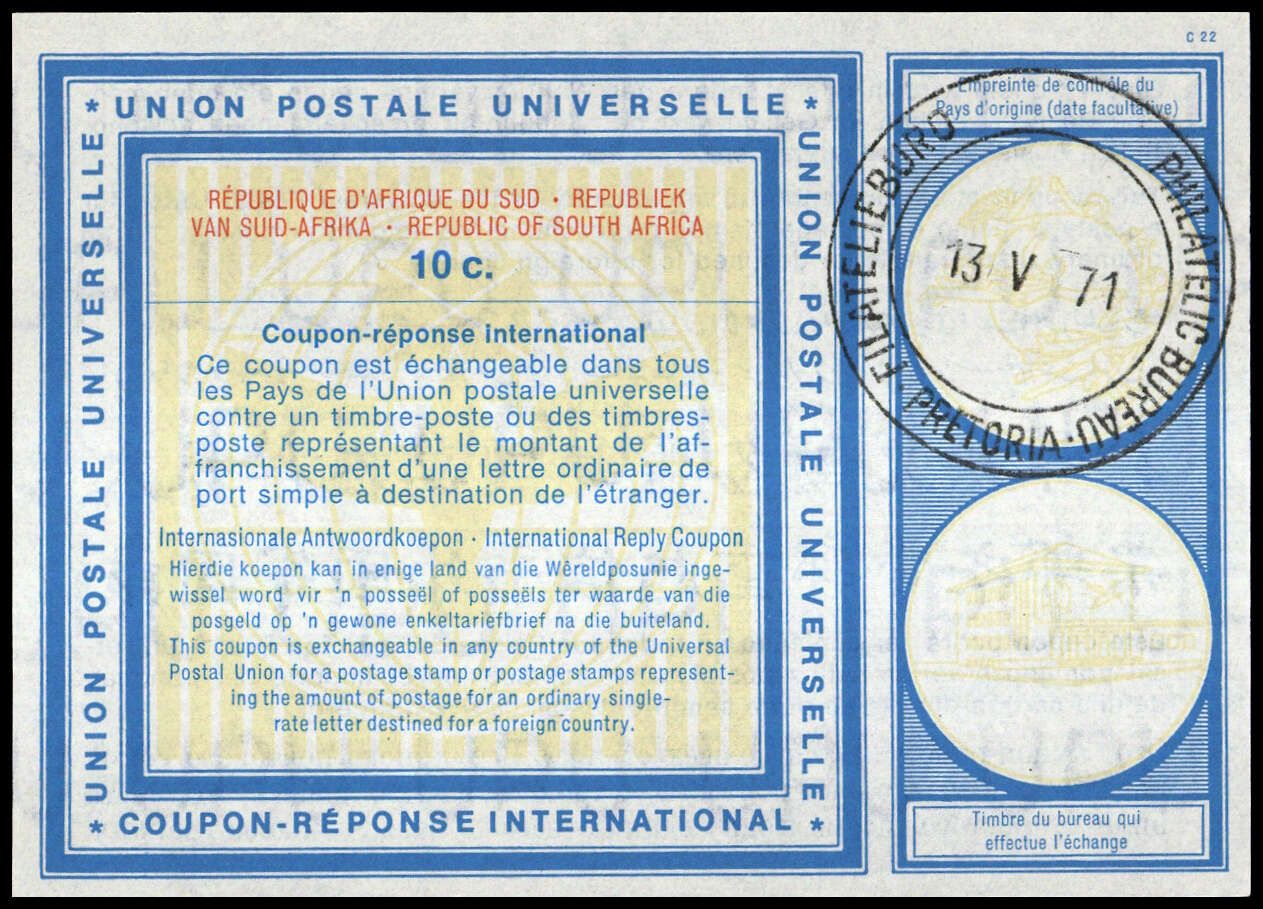 C 22
* UNION POSTALE UNIVERSELLE *
UNION POSTALE UNIVERSELLE
UNION POSTALE UNIVERSELLE
* COUPON-RÉPONSE INTERNATIONAL *
RÉPUBLIQUE D'AFRIQUE DU SUD · REPUBLIEK
VAN SUID-AFRIKA · REPUBLIC OF SOUTH AFRICA
10 c.
Coupon-réponse international
Ce coupon est échangeable dans tous
les Pays de l'Union postale universelle
contre un timbre-poste ou des timbres-
poste représentant le montant de l'af-
franchissement d'une lettre ordinaire de
port simple à destination de l'étranger.
Internasionale Antwoordkoepon · International Reply Coupon
Hierdie koepon kan in enige land van die Wêreldposunie inge-
wissel word vir 'n posseël of posseëls ter waarde van die
posgeld op 'n gewone enkeltariefbrief na die buiteland.
This coupon is exchangeable in any country of the Universal
Postal Union for a postage stamp or postage stamps represent-
ing the amount of postage for an ordinary single-
rate letter destined for a foreign country.
Empreinte de contrôle du
Pays d'origine (date facultative)
FILATELIEBURO
PHILATELIC BUREAU
· PRETORIA ·
13 V 71
Timbre du bureau qui
effectue l'échange